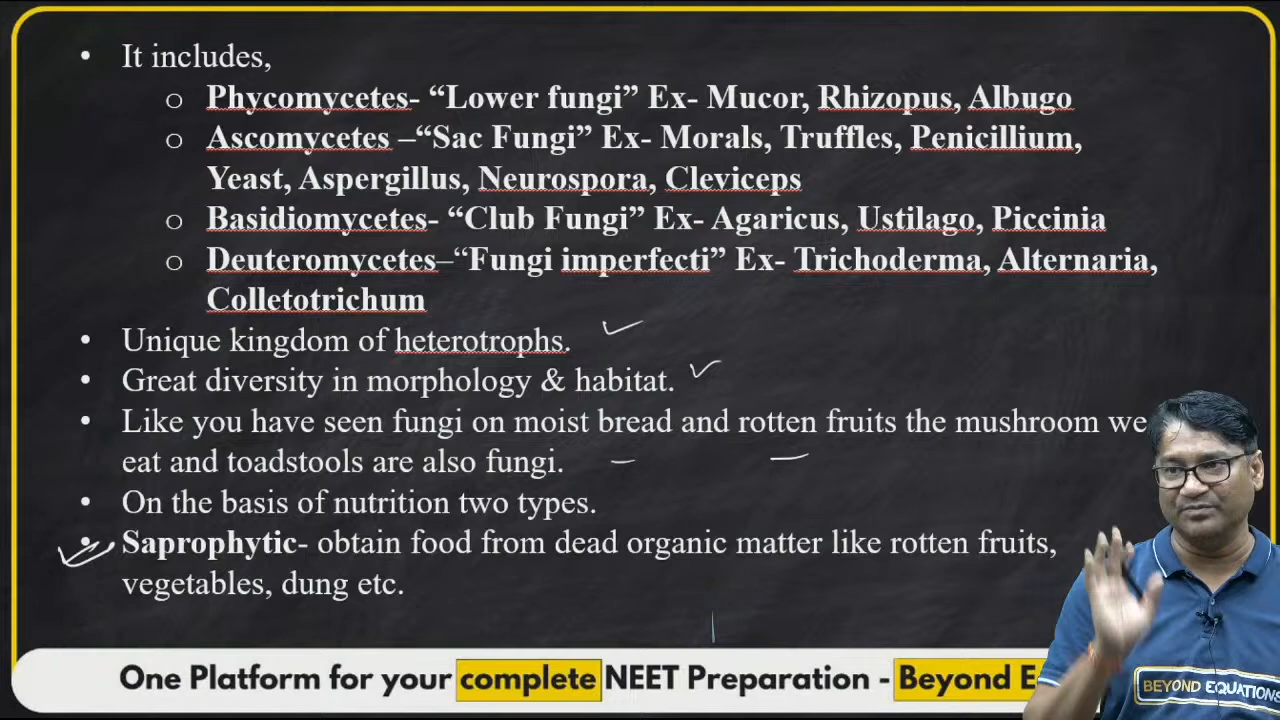 • It includes,
o Phycomycetes- “Lower fungi” Ex- Mucor, Rhizopus, Albugo
o Ascomycetes –“Sac Fungi” Ex- Morals, Truffles, Penicillium,
Yeast, Aspergillus, Neurospora, Cleviceps
o Basidiomycetes- “Club Fungi” Ex- Agaricus, Ustilago, Piccinia
o Deuteromycetes–“Fungi imperfecti” Ex- Trichoderma, Alternaria,
Colletotrichum
• Unique kingdom of heterotrophs.
• Great diversity in morphology & habitat.
• Like you have seen fungi on moist bread and rotten fruits the mushroom we
eat and toadstools are also fungi.
• On the basis of nutrition two types.
• Saprophytic- obtain food from dead organic matter like rotten fruits,
vegetables, dung etc.
One Platform for your complete NEET Preparation - Beyond E
BEYOND EQUATIONS